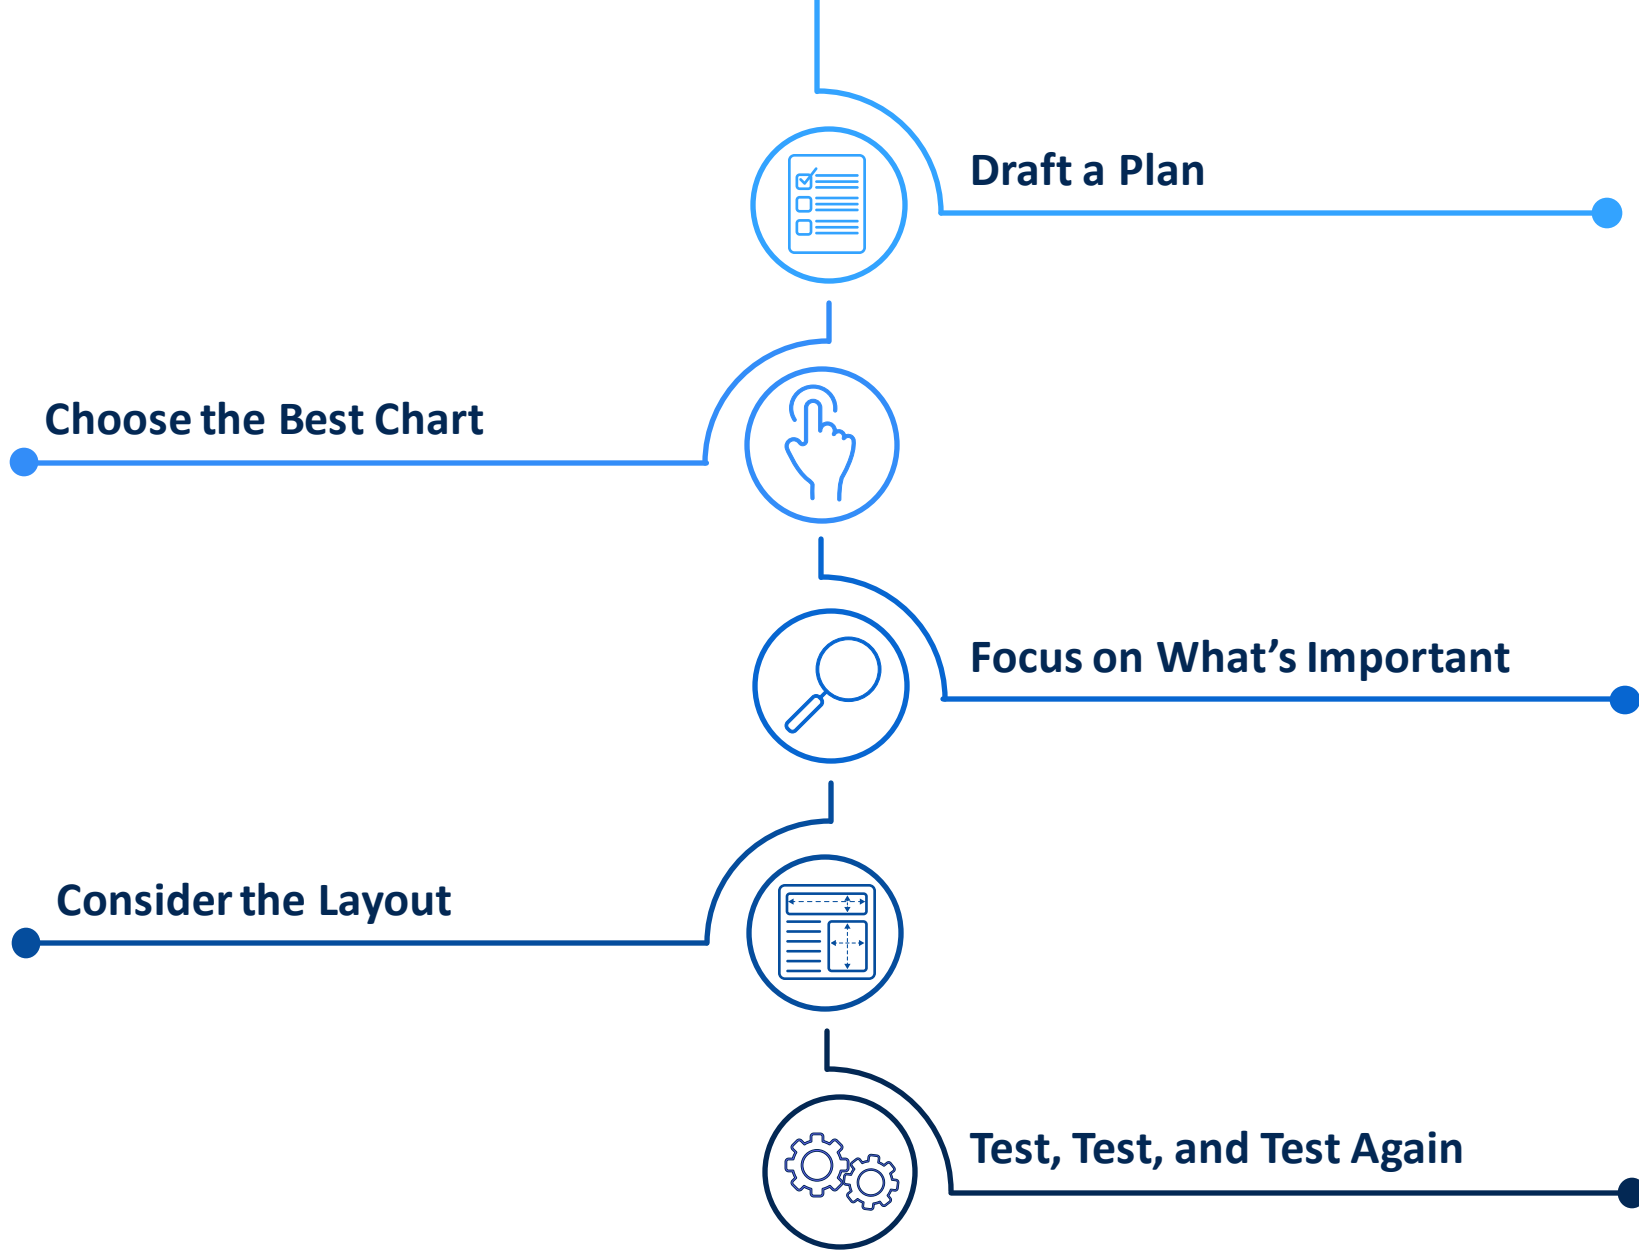 Draft a Plan
Choose the Best Chart
Focus on What’s Important
Consider the Layout
Test, Test, and Test Again